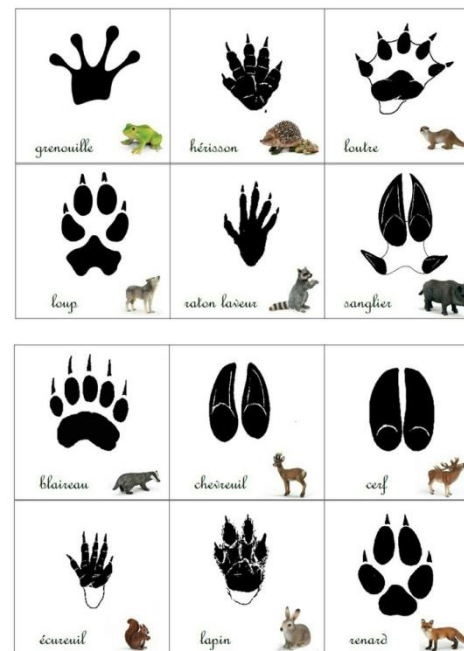 grenouille
hérisson
loutre
loup
raton laveur
sanglier
blaireau
chevreuil
cerf
écureuil
lapin
renard